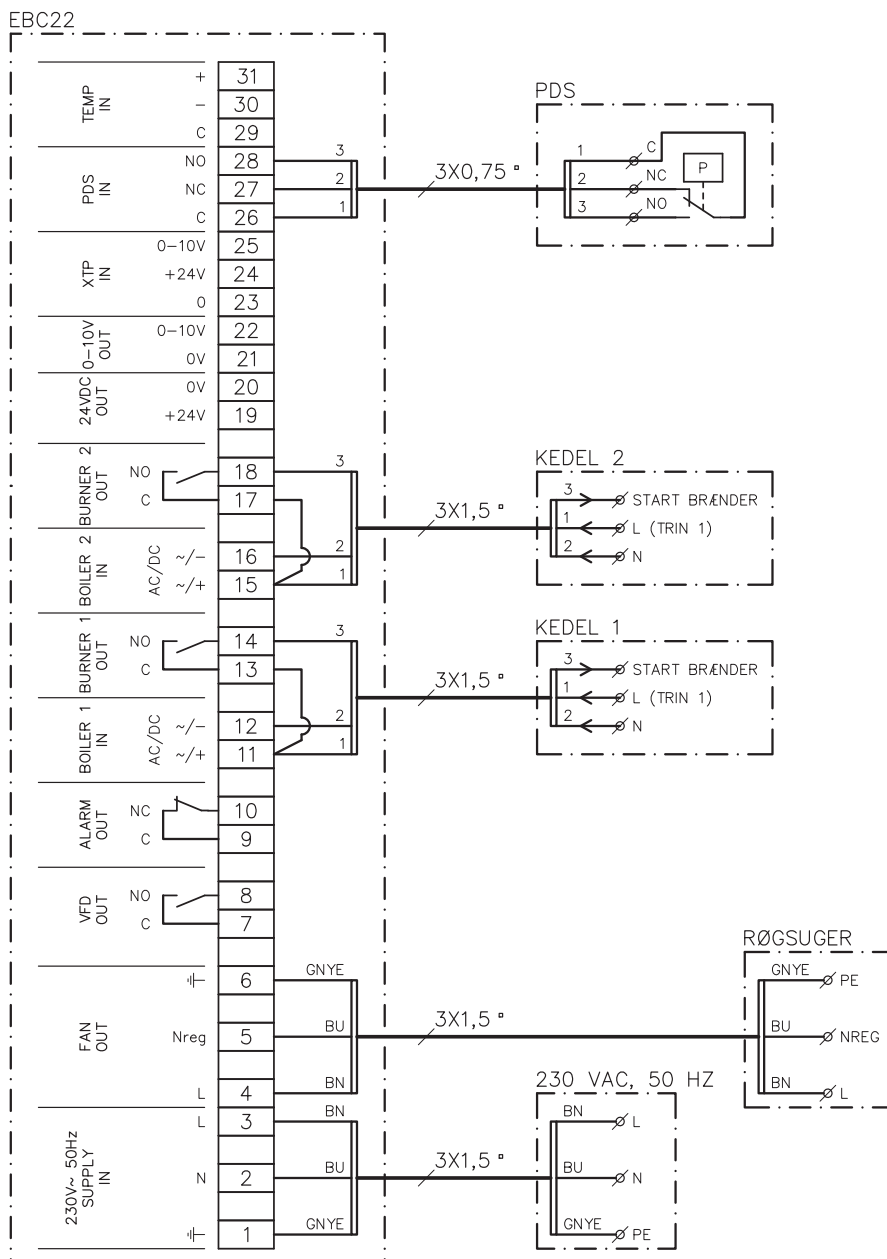 EBC22
TEMP IN
+ 31
- 30
C 29
PDS IN
NO 28 3
NC 27 2
C 26 1
3X0,75 ▫
PDS
1 C
2 NC
3 NO
P
XTP IN
0-10V 25
+24V 24
0 23
0-10V OUT
0-10V 22
0V 21
24VDC OUT
0V 20
+24V 19
BURNER 2 OUT
NO 18 3
C 17
BOILER 2 IN
AC/DC
~/- 16 2
~/+ 15 1
3X1,5 ▫
KEDEL 2
3 START BRÆNDER
1 L (TRIN 1)
2 N
BURNER 1 OUT
NO 14 3
C 13
BOILER 1 IN
AC/DC
~/- 12 2
~/+ 11 1
3X1,5 ▫
KEDEL 1
3 START BRÆNDER
1 L (TRIN 1)
2 N
ALARM OUT
NC 10
C 9
VFD OUT
NO 8
C 7
FAN OUT
6 GNYE
Nreg 5 BU
L 4 BN
3X1,5 ▫
RØGSUGER
GNYE PE
BU NREG
BN L
230V~ 50Hz SUPPLY IN
L 3 BN
N 2 BU
1 GNYE
3X1,5 ▫
230 VAC, 50 HZ
BN L
BU N
GNYE PE